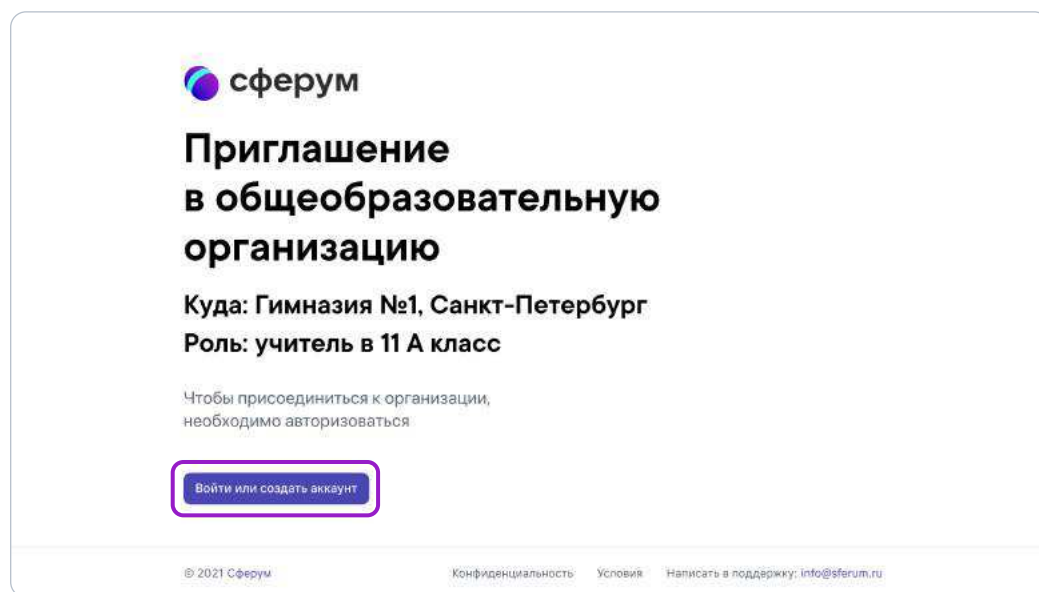 сферум
Приглашение
в общеобразовательную
организацию
Куда: Гимназия №1, Санкт-Петербург
Роль: учитель в 11 А класс
Чтобы присоединиться к организации,
необходимо авторизоваться
Войти или создать аккаунт
© 2021 Сферум Конфиденциальность Условия Написать в поддержку: info@sferum.ru